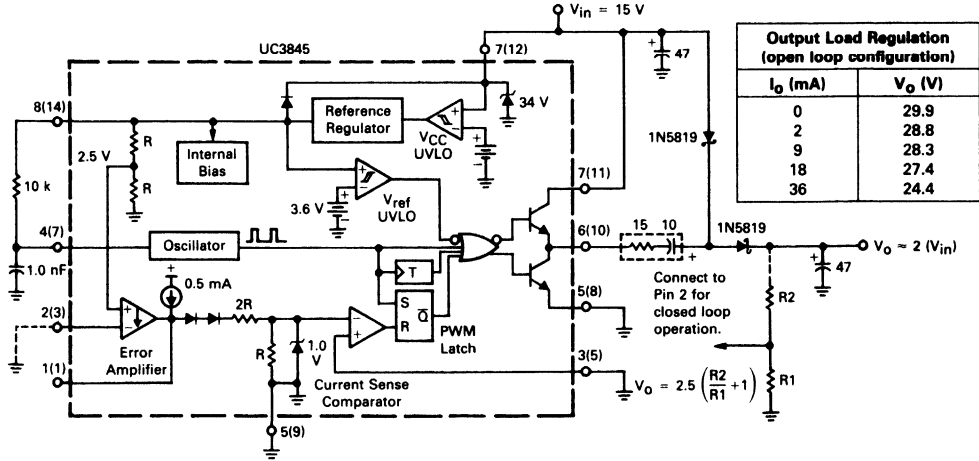 V_in = 15 V
UC3845
7(12)
+
47
Output Load Regulation
(open loop configuration)
I_O (mA) V_O (V)
0 29.9
2 28.8
9 28.3
18 27.4
36 24.4
34 V
8(14)
Reference
Regulator
+
-
V_CC
UVLO
+
-
R
2.5 V
R
Internal
Bias
1N5819
10 k
+
-
3.6 V
V_ref
UVLO
7(11)
6(10)
15 10
+
1N5819
V_O ≈ 2 (V_in)
4(7)
Oscillator
1.0 nF
T
+
47
+
0.5 mA
5(8)
Connect to
Pin 2 for
closed loop
operation.
R2
S
R
Q̅
PWM
Latch
2(3)
+
-
2R
R
1.0
V
-
+
Error
Amplifier
Current Sense
Comparator
3(5)
V_O = 2.5 (R2/R1 + 1)
R1
1(1)
5(9)